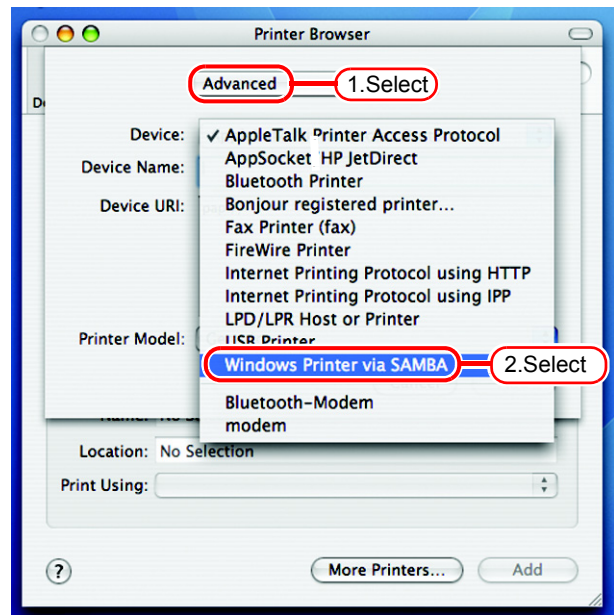 Printer Browser
Advanced
1.Select
De
Device:
✓ AppleTalk Printer Access Protocol
AppSocket HP JetDirect
Bluetooth Printer
Bonjour registered printer...
Fax Printer (fax)
FireWire Printer
Internet Printing Protocol using HTTP
Internet Printing Protocol using IPP
LPD/LPR Host or Printer
USB Printer
Windows Printer via SAMBA
2.Select
Bluetooth-Modem
modem
Device Name:
Device URI:
Printer Model:
Name: No S
Location: No Selection
Print Using:
?
More Printers...
Add